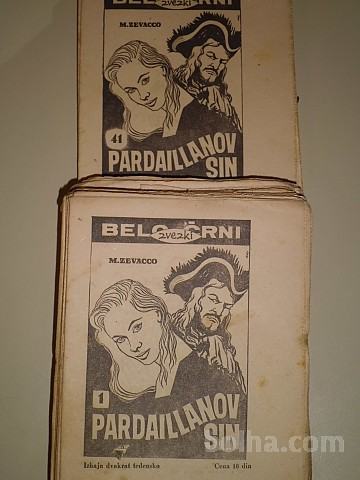 BELO ČRNI
zvezki
M. ZEVACCO
41
PARDAILLANOV
SIN
BELO ČRNI
zvezki
M. ZEVACCO
1
PARDAILLANOV
SIN
Izhaja dvakrat tedensko Cena 10 din
bolha.com